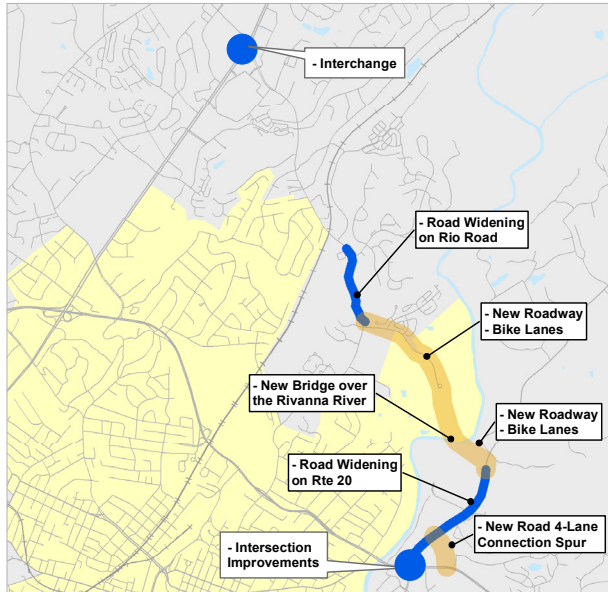 - Interchange
- Road Widening
on Rio Road
- New Roadway
- Bike Lanes
- New Bridge over
the Rivanna River
- New Roadway
- Bike Lanes
- Road Widening
on Rte 20
- New Road 4-Lane
Connection Spur
- Intersection
Improvements